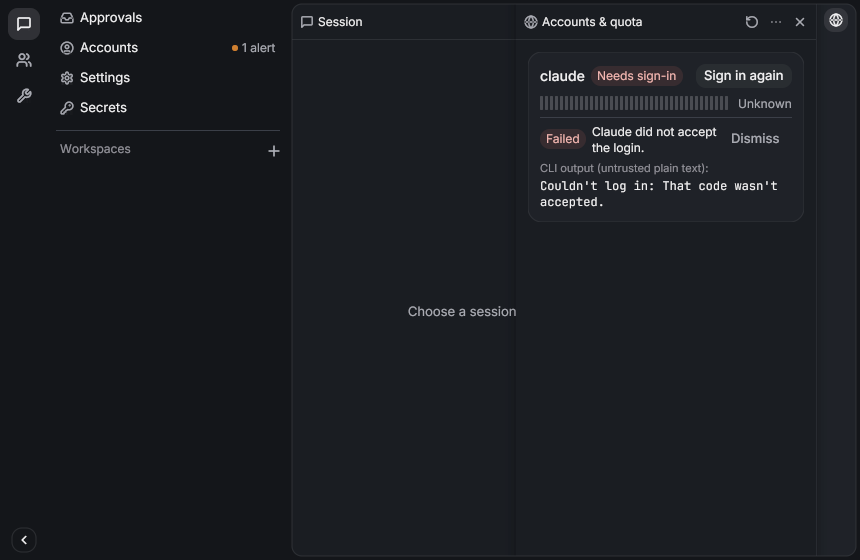 Approvals
Accounts
1 alert
Settings
Secrets
Workspaces
Session
Choose a session
Accounts & quota
claude
Needs sign-in
Sign in again
Unknown
Failed
Claude did not accept
the login.
Dismiss
CLI output (untrusted plain text):
Couldn't log in: That code wasn't
accepted.